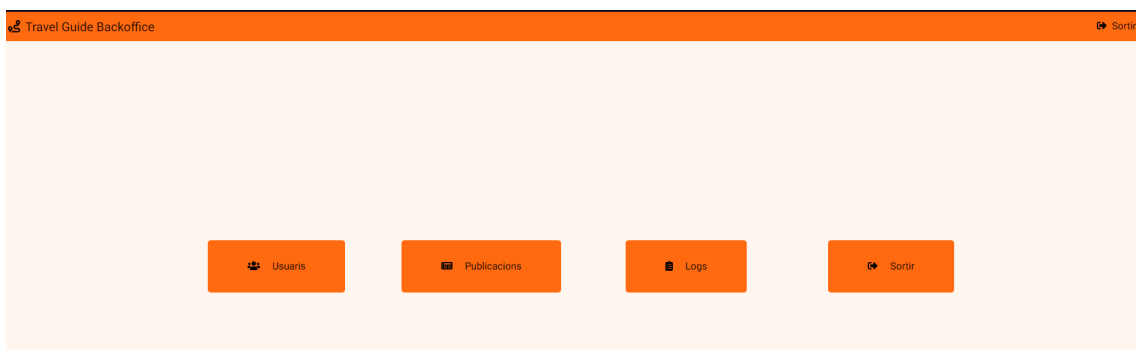 Travel Guide Backoffice
Sortir
Usuaris
Publicacions
Logs
Sortir